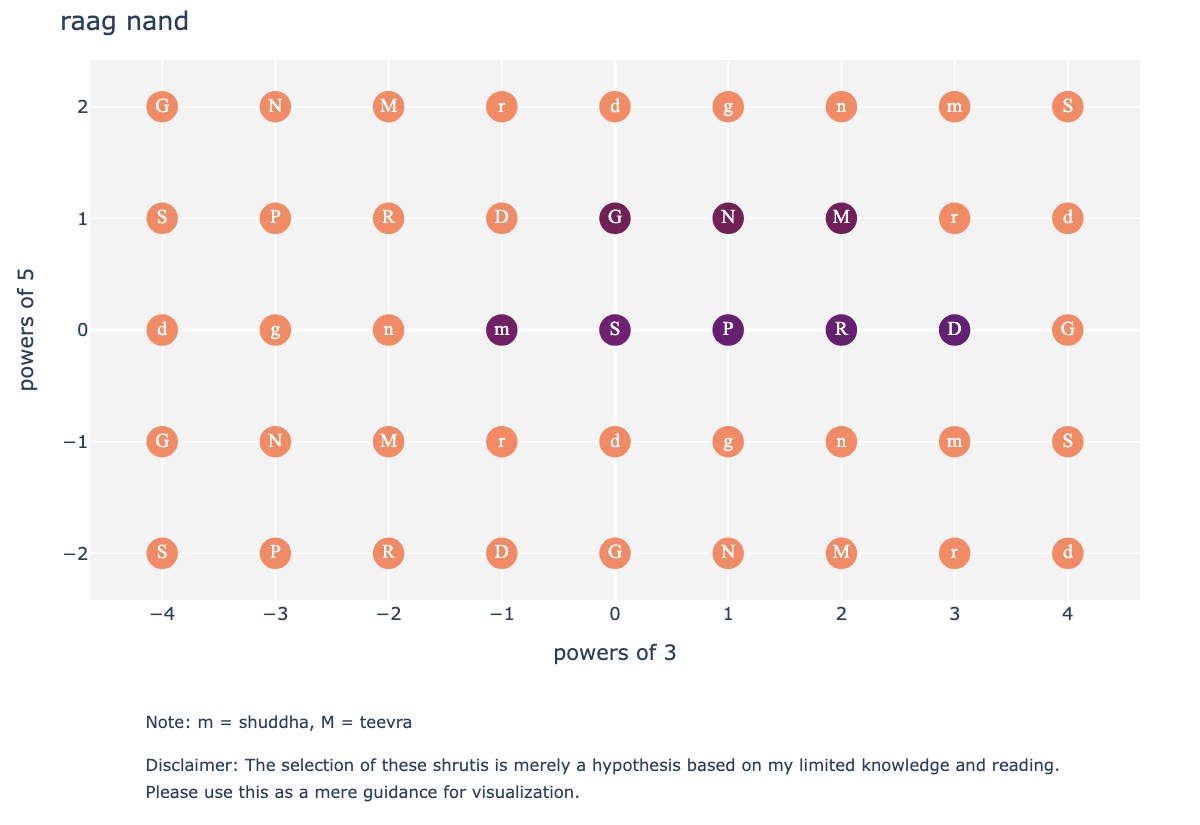 raag nand
2 G N M r d g n m S
1 S P R D G N M r d
0 d g n m S P R D G
−1 G N M r d g n m S
−2 S P R D G N M r d
powers of 5
−4 −3 −2 −1 0 1 2 3 4
powers of 3
Note: m = shuddha, M = teevra
Disclaimer: The selection of these shrutis is merely a hypothesis based on my limited knowledge and reading.
Please use this as a mere guidance for visualization.